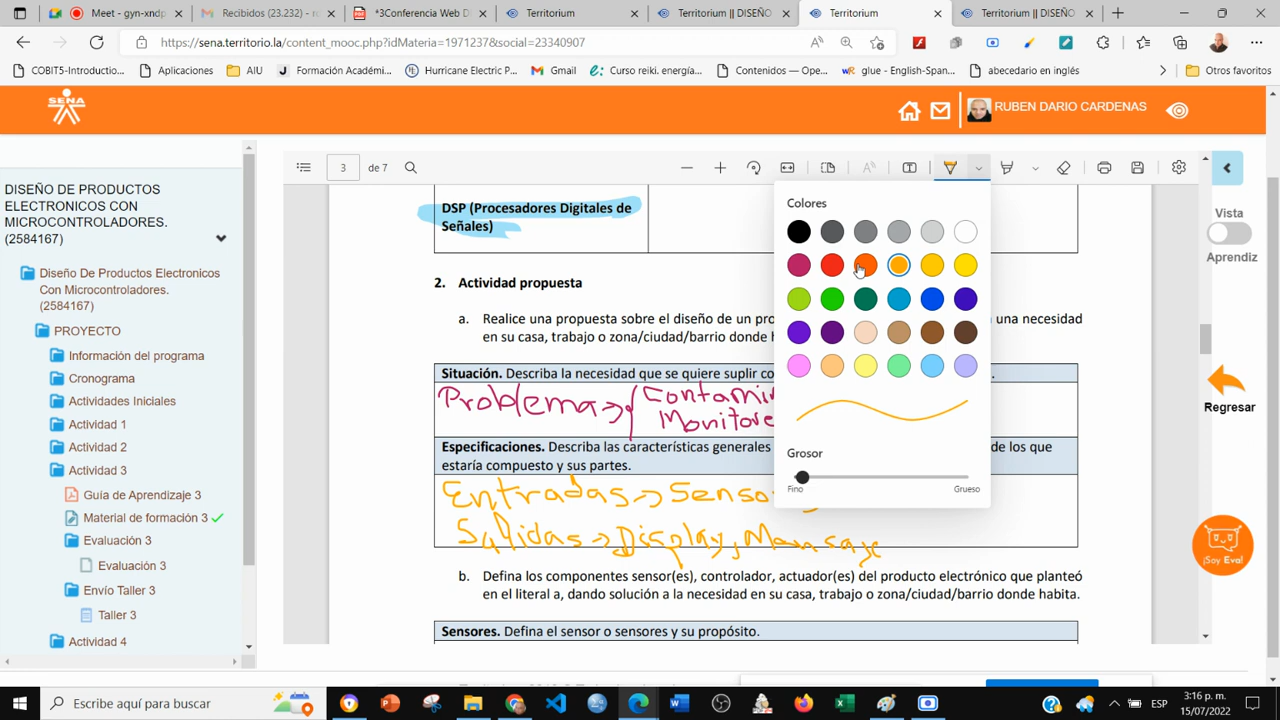 Meet - gyn-xndp
Recibidos (23.232) - r
*3Conferencia Web D
Territorium
Territorium || DISEÑO
Territorium
Territorium || DISEÑO
https://sena.territorio.la/content_mooc.php?idMateria=1971237&social=23340907
COBIT5-Introductio...
Aplicaciones
AIU
Formación Académi...
Hurricane Electric P...
Gmail
Curso reiki. energía...
Contenidos — Ope...
glue - English-Span...
abecedario en inglés
Otros favoritos
SENA
RUBEN DARIO CARDENAS
DISEÑO DE PRODUCTOS
ELECTRONICOS CON
MICROCONTROLADORES.
(2584167)
Diseño De Productos Electronicos
Con Microcontroladores.
(2584167)
PROYECTO
Información del programa
Cronograma
Actividades Iniciales
Actividad 1
Actividad 2
Actividad 3
Guía de Aprendizaje 3
Material de formación 3
Evaluación 3
Evaluación 3
Envío Taller 3
Taller 3
Actividad 4
3 de 7
DSP (Procesadores Digitales de
Señales)
2. Actividad propuesta
a. Realice una propuesta sobre el diseño de un pro
una necesidad
en su casa, trabajo o zona/ciudad/barrio donde h
Situación. Describa la necesidad que se quiere suplir co
Problema→{ Contami
Monitore
Especificaciones. Describa las características generales
de los que
estaría compuesto y sus partes.
Entradas→Senso
Salidas→Display, Mensaje
b. Defina los componentes sensor(es), controlador, actuador(es) del producto electrónico que planteó
en el literal a, dando solución a la necesidad en su casa, trabajo o zona/ciudad/barrio donde habita.
Sensores. Defina el sensor o sensores y su propósito.
Colores
Grosor
Fino
Grueso
Vista
Aprendiz
Regresar
¡Soy Eva!
Escribe aquí para buscar
ESP
3:16 p. m.
15/07/2022